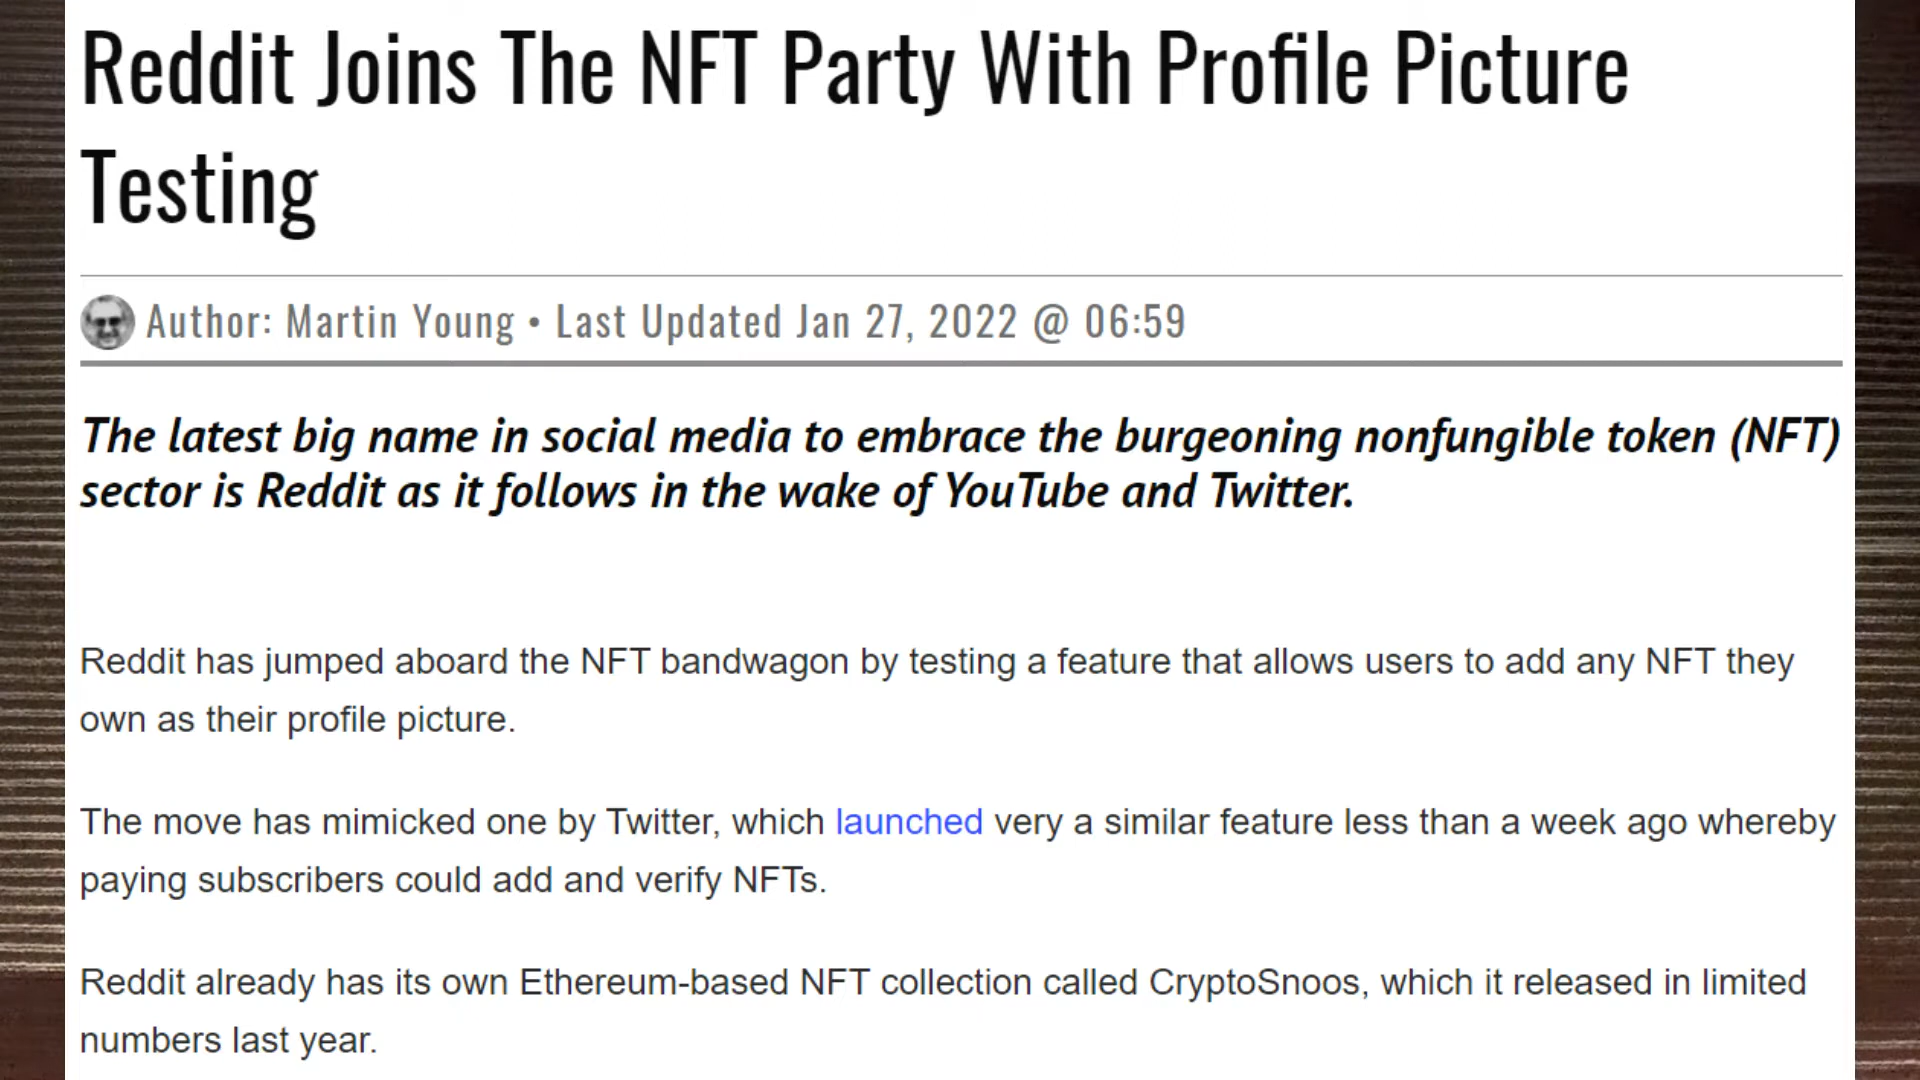 Reddit Joins The NFT Party With Profile Picture
Testing
Author: Martin Young • Last Updated Jan 27, 2022 @ 06:59
The latest big name in social media to embrace the burgeoning nonfungible token (NFT)
sector is Reddit as it follows in the wake of YouTube and Twitter.
Reddit has jumped aboard the NFT bandwagon by testing a feature that allows users to add any NFT they
own as their profile picture.
The move has mimicked one by Twitter, which launched very a similar feature less than a week ago whereby
paying subscribers could add and verify NFTs.
Reddit already has its own Ethereum-based NFT collection called CryptoSnoos, which it released in limited
numbers last year.